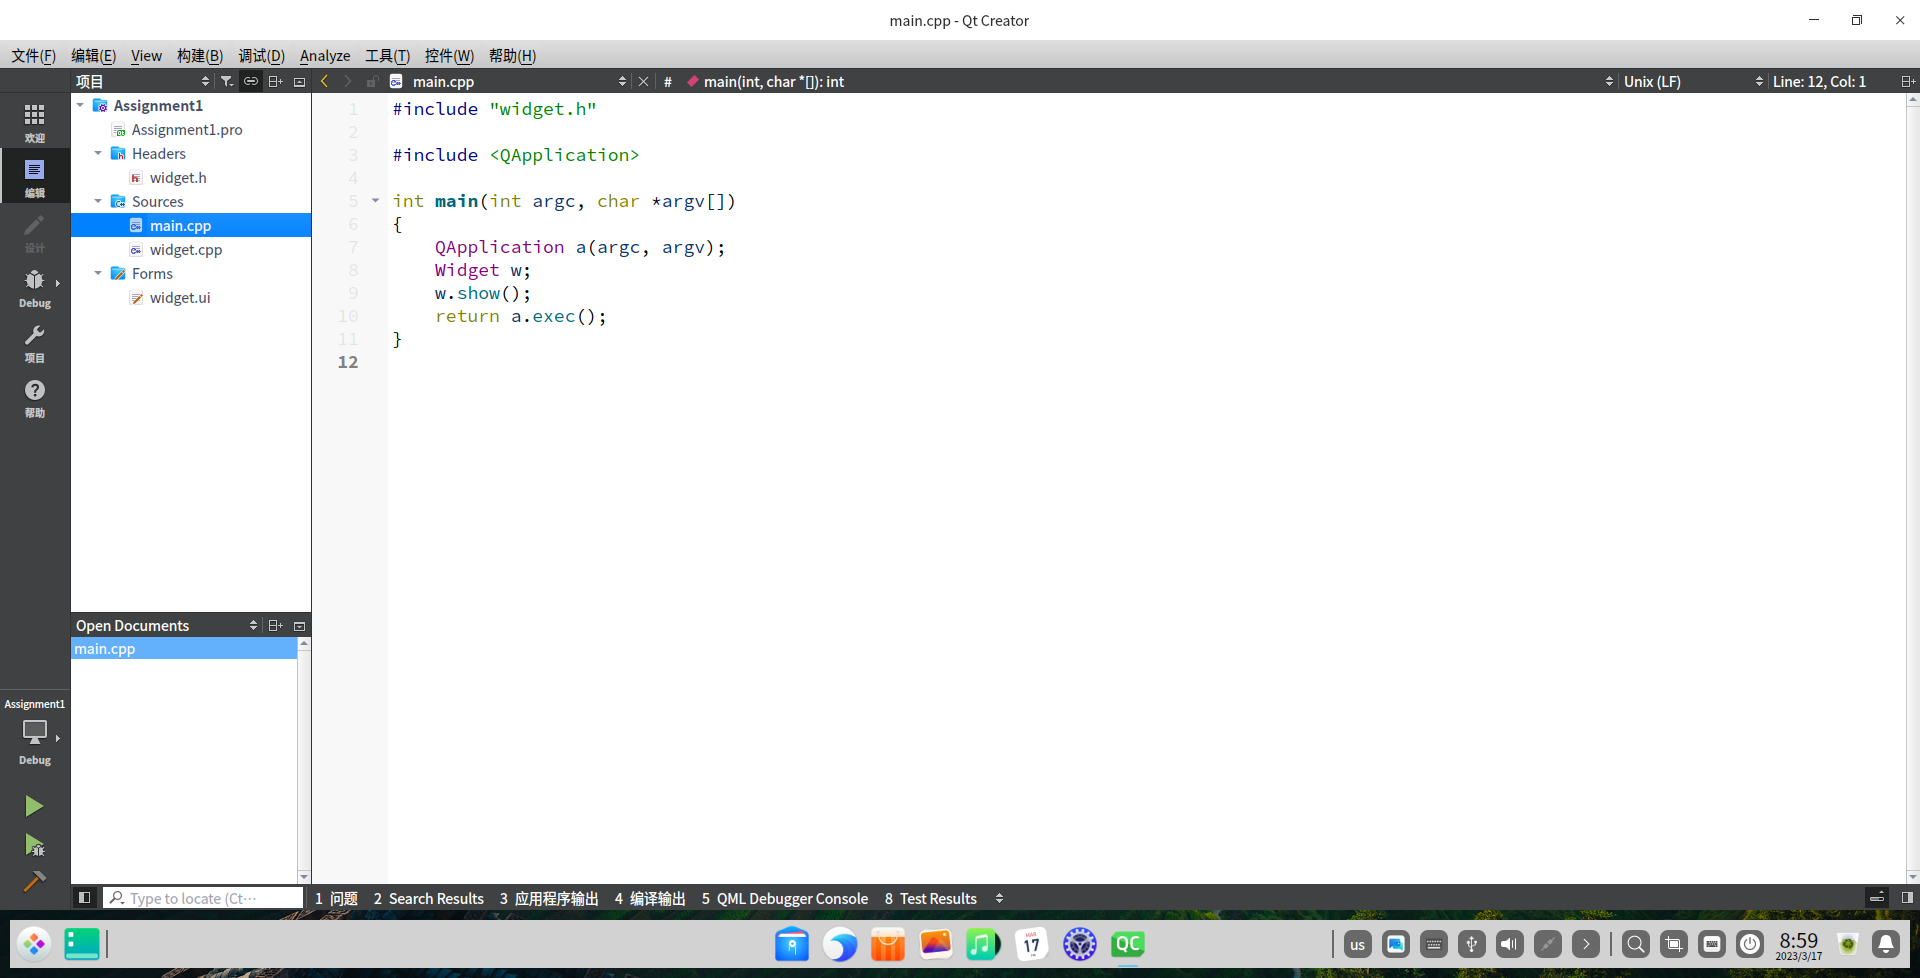 main.cpp - Qt Creator
文件(F) 编辑(E) View 构建(B) 调试(D) Analyze 工具(T) 控件(W) 帮助(H)
项目
main.cpp
#
main(int, char *[]): int
Unix (LF)
Line: 12, Col: 1
欢迎
编辑
设计
Debug
项目
帮助
Assignment1
Assignment1.pro
Headers
widget.h
Sources
main.cpp
widget.cpp
Forms
widget.ui
1 #include "widget.h"
2
3 #include <QApplication>
4
5 int main(int argc, char *argv[])
6 {
7     QApplication a(argc, argv);
8     Widget w;
9     w.show();
10     return a.exec();
11 }
12
Open Documents
main.cpp
Assignment1
Debug
Type to locate (Ct···
1 问题 2 Search Results 3 应用程序输出 4 编译输出 5 QML Debugger Console 8 Test Results
MAR
17
QC
us
8:59
2023/3/17